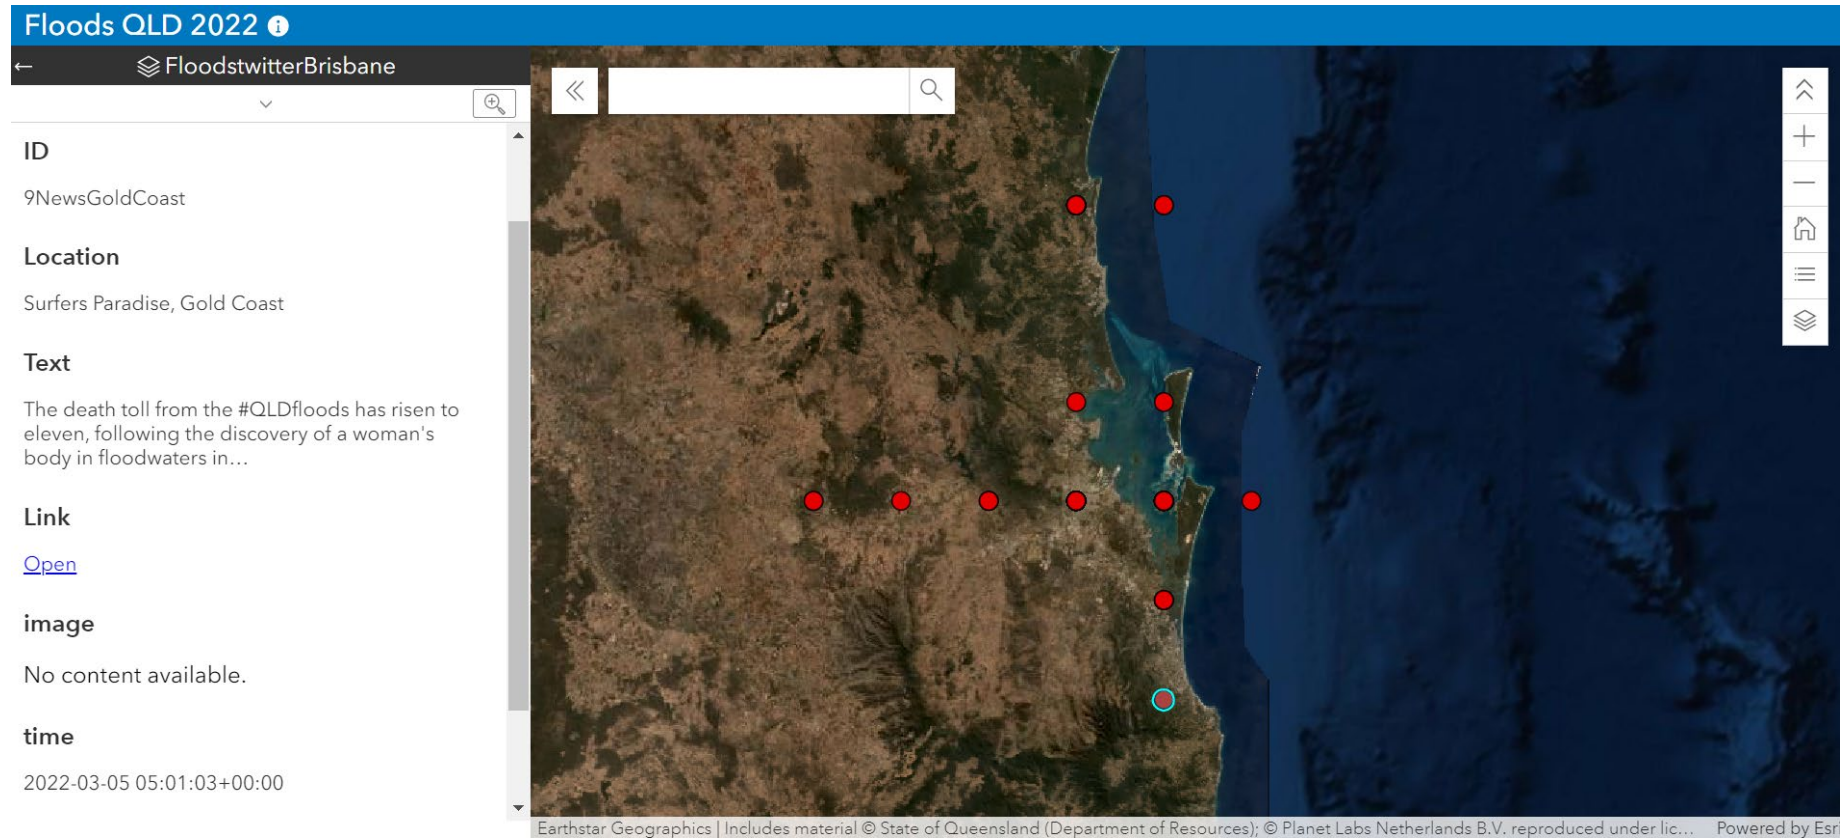 Floods QLD 2022
FloodstwitterBrisbane
ID
9NewsGoldCoast
Location
Surfers Paradise, Gold Coast
Text
The death toll from the #QLDfloods has risen to
eleven, following the discovery of a woman's
body in floodwaters in...
Link
Open
image
No content available.
time
2022-03-05 05:01:03+00:00
Earthstar Geographics | Includes material © State of Queensland (Department of Resources); © Planet Labs Netherlands B.V. reproduced under lic... Powered by Esri